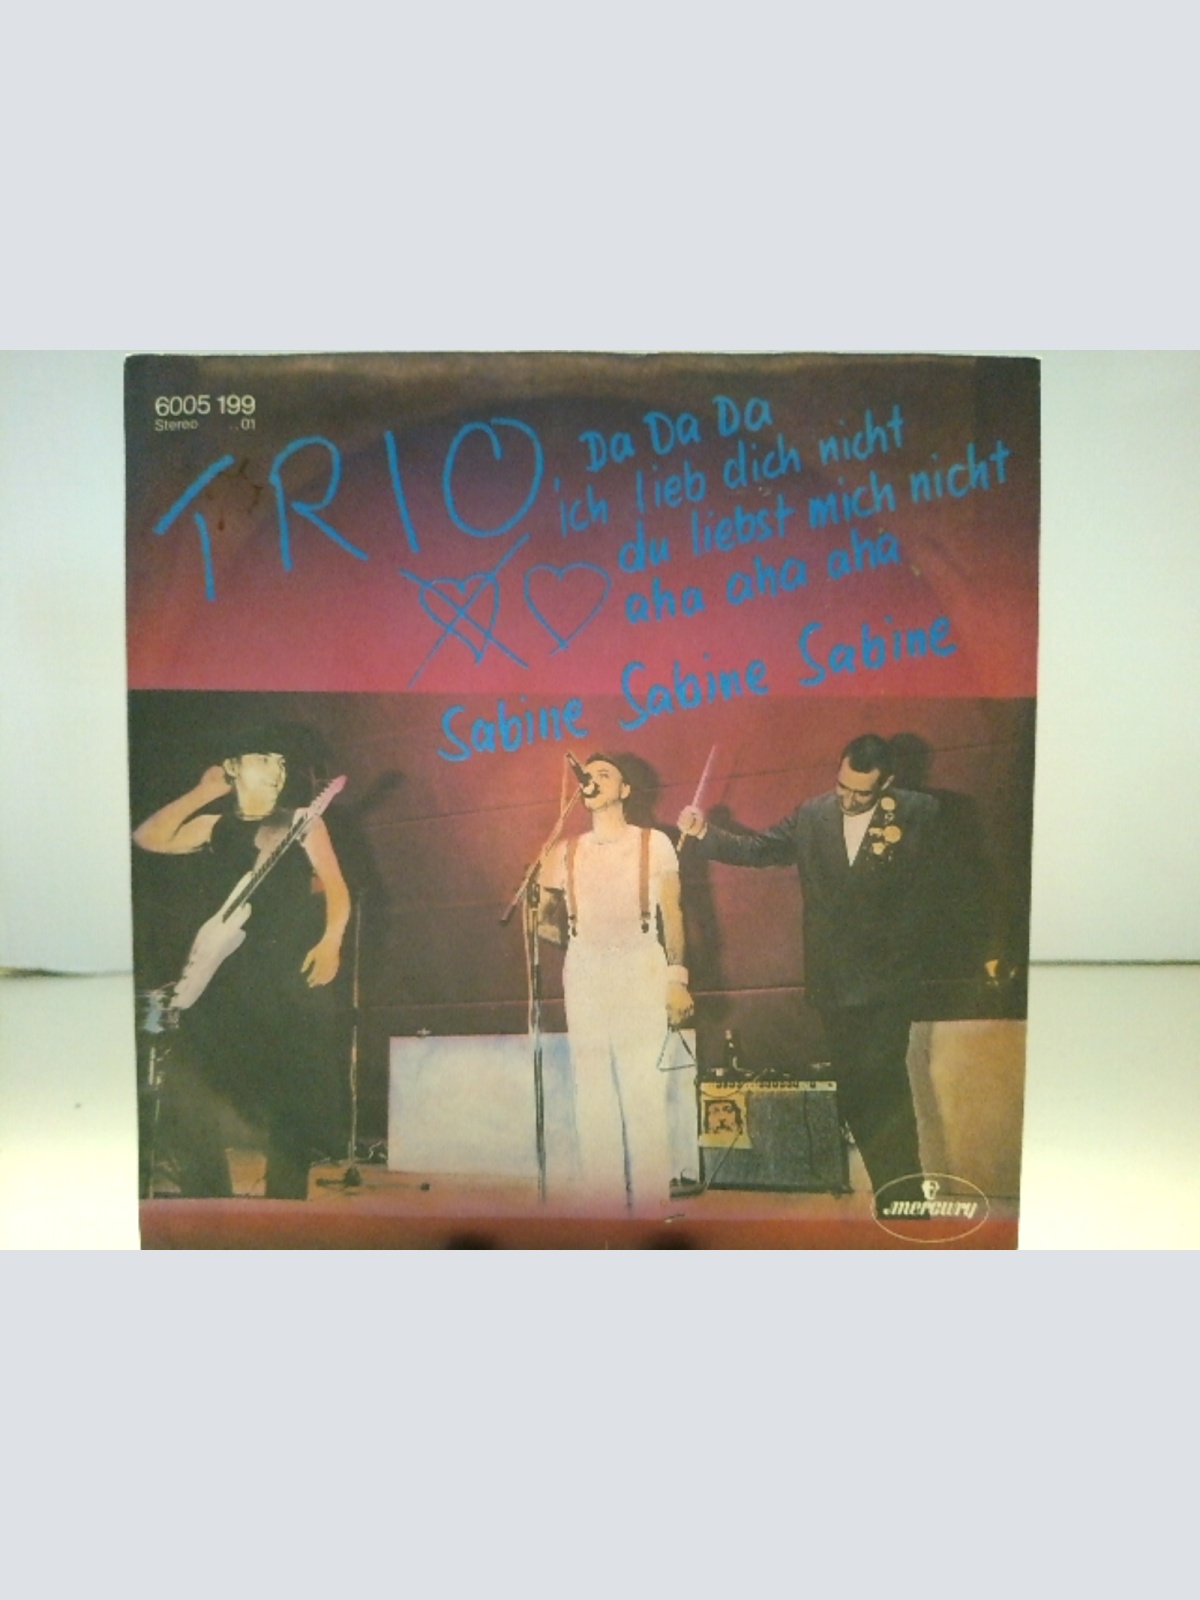 6005 199
Stereo ..01
TRIO
Da Da Da
ich lieb dich nicht
du liebst mich nicht
aha aha aha
Sabine Sabine Sabine
mercury